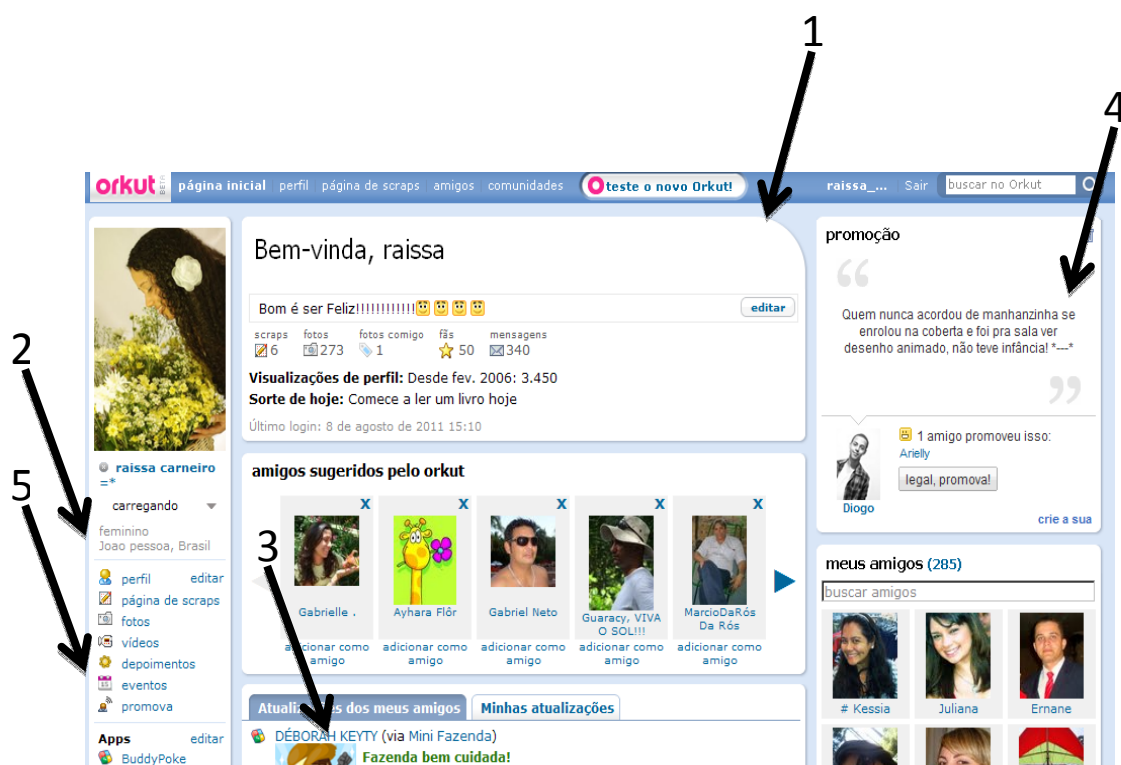 1
4
orkut BETA página inicial perfil página de scraps amigos comunidades teste o novo Orkut! raissa_... Sair buscar no Orkut
2
5
raissa carneiro
=*
carregando
feminino
Joao pessoa, Brasil
perfil editar
página de scraps
fotos
vídeos
depoimentos
eventos
promova
Apps editar
BuddyPoke
Bem-vinda, raissa
Bom é ser Feliz!!!!!!!!!!!! editar
scraps fotos fotos comigo fãs mensagens
6 273 1 50 340
Visualizações de perfil: Desde fev. 2006: 3.450
Sorte de hoje: Comece a ler um livro hoje
Último login: 8 de agosto de 2011 15:10
amigos sugeridos pelo orkut
X X X X X
3
Gabrielle . Ayhara Flôr Gabriel Neto Guaracy, VIVA MarcioDaRós
O SOL!!! Da Rós
adicionar como adicionar como adicionar como adicionar como adicionar como
amigo amigo amigo amigo amigo
Atualizações dos meus amigos Minhas atualizações
DÉBORAH KEYTY (via Mini Fazenda)
Fazenda bem cuidada!
promoção
“
Quem nunca acordou de manhanzinha se
enrolou na coberta e foi pra sala ver
desenho animado, não teve infância! *---*
”
1 amigo promoveu isso:
Arielly
legal, promova!
Diogo
crie a sua
meus amigos (285)
buscar amigos
# Kessia Juliana Ernane